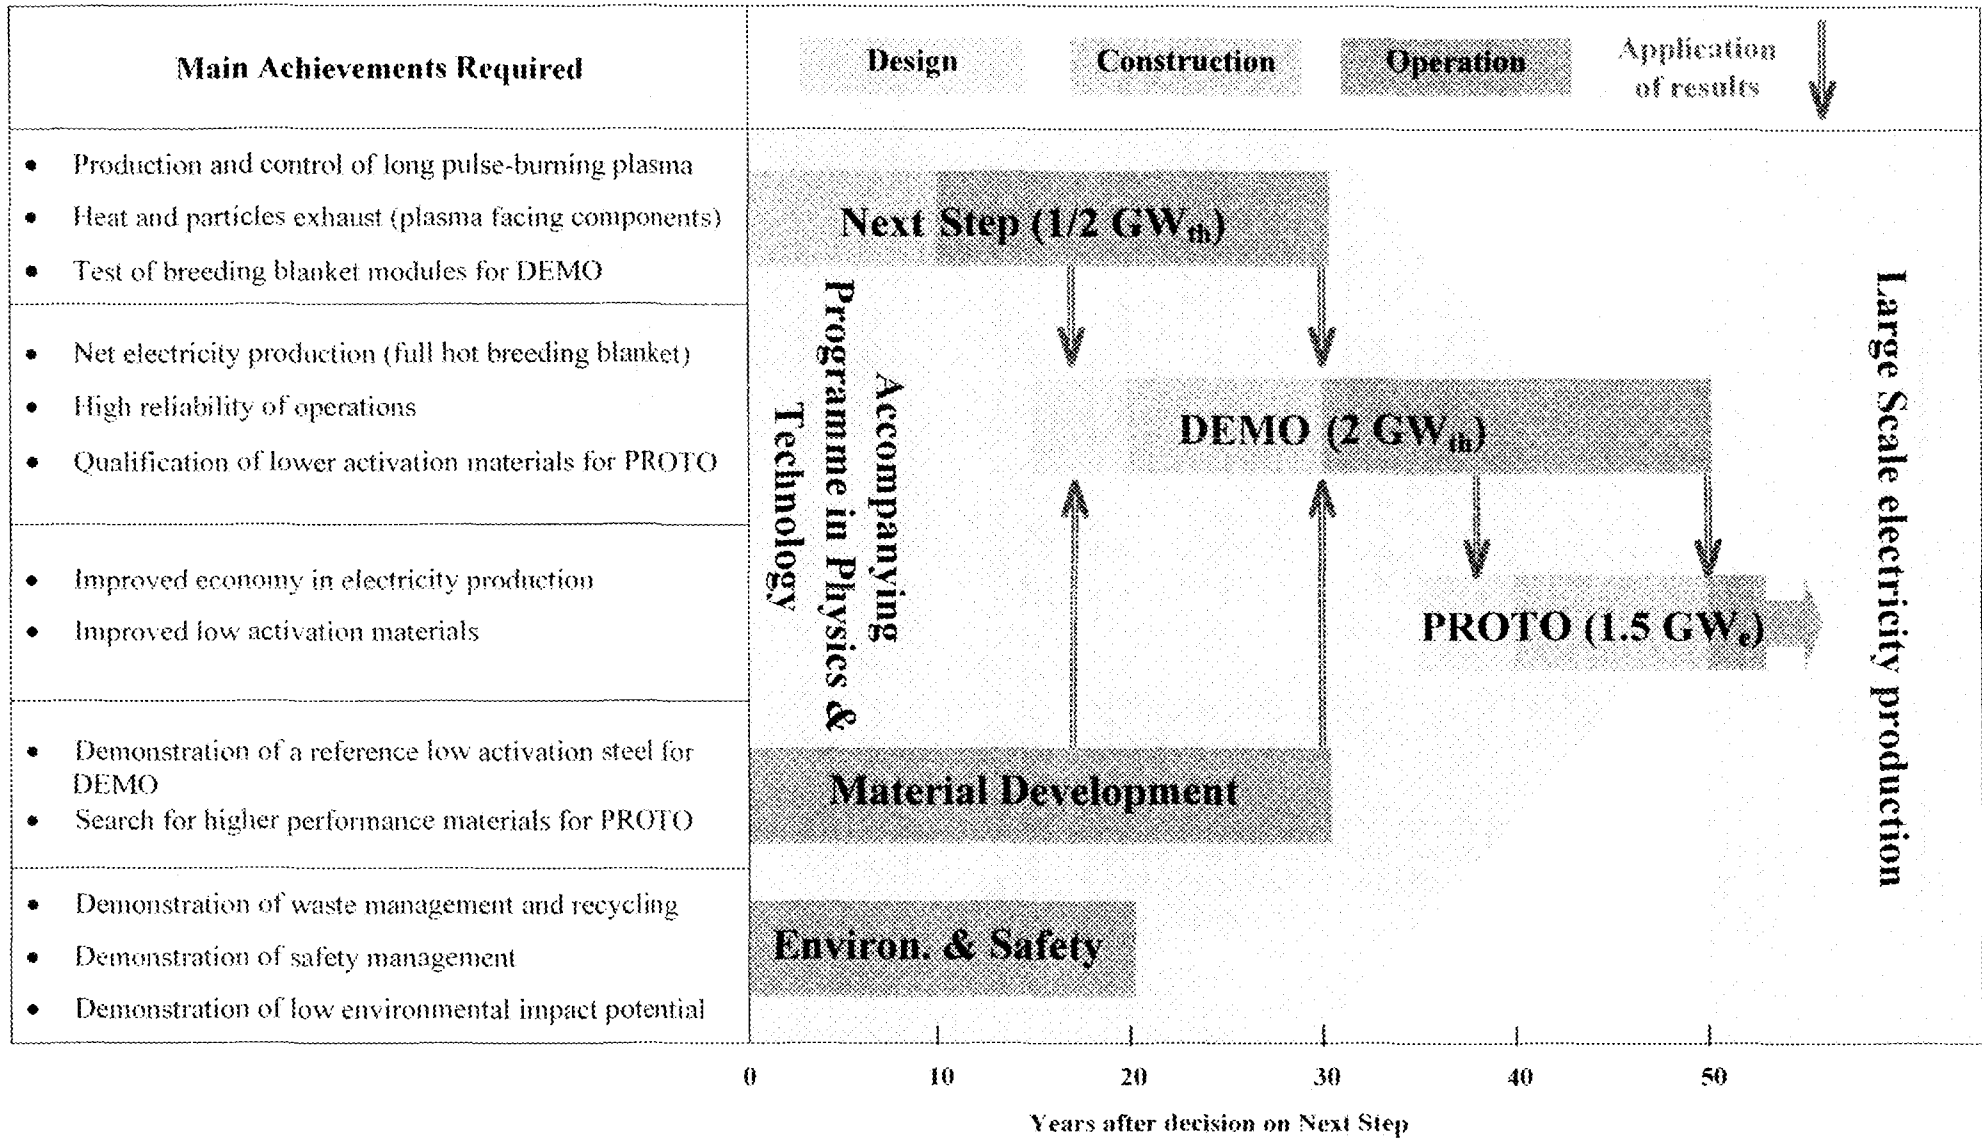 Main Achievements Required
Design
Construction
Operation
Application
of results
• Production and control of long pulse-burning plasma
• Heat and particles exhaust (plasma facing components)
• Test of breeding blanket modules for DEMO
Next Step (1/2 GWth)
• Net electricity production (full hot breeding blanket)
• High reliability of operations
• Qualification of lower activation materials for PROTO
DEMO (2 GWth)
Accompanying
Programme in Physics &
Technology
• Improved economy in electricity production
• Improved low activation materials
PROTO (1.5 GWe)
Large Scale electricity production
• Demonstration of a reference low activation steel for
DEMO
• Search for higher performance materials for PROTO
Material Development
• Demonstration of waste management and recycling
• Demonstration of safety management
• Demonstration of low environmental impact potential
Environ. & Safety
0 10 20 30 40 50
Years after decision on Next Step